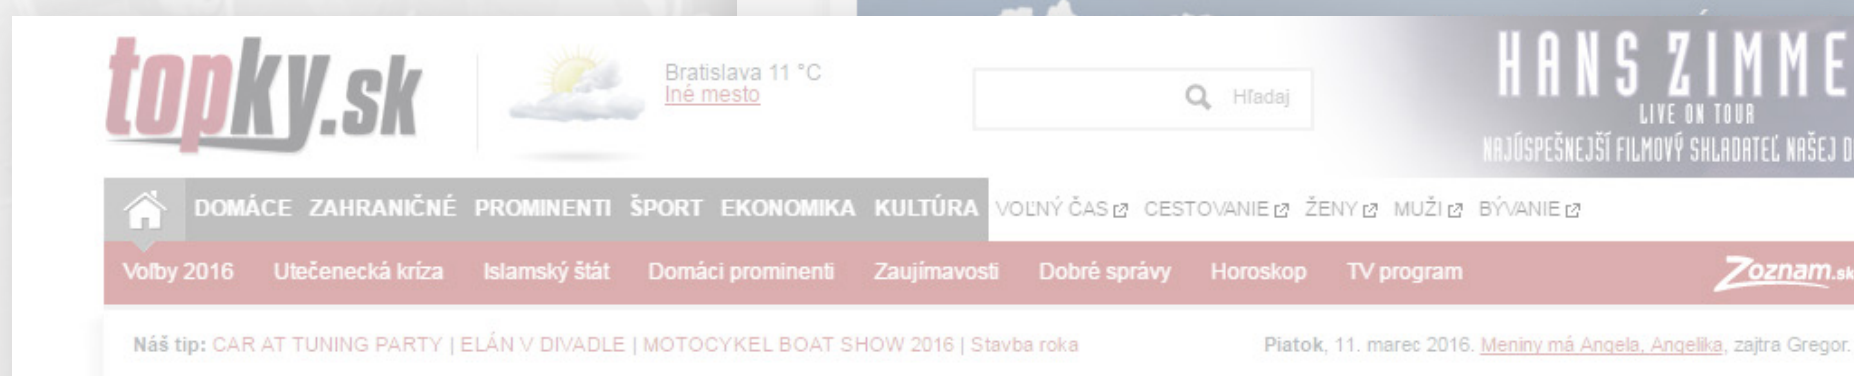 topky.sk
Bratislava 11 °C
Iné mesto
Hľadaj
HANS ZIMME
LIVE ON TOUR
NAJÚSPEŠNEJŠÍ FILMOVÝ SKLADATEĽ NAŠEJ D
DOMÁCE ZAHRANIČNÉ PROMINENTI ŠPORT EKONOMIKA KULTÚRA VOĽNÝ ČAS CESTOVANIE ŽENY MUŽI BÝVANIE
Voľby 2016 Utečenecká kríza Islamský štát Domáci prominenti Zaujímavosti Dobré správy Horoskop TV program Zoznam.sk
Náš tip: CAR AT TUNING PARTY | ELÁN V DIVADLE | MOTOCYKEL BOAT SHOW 2016 | Stavba roka
Piatok, 11. marec 2016. Meniny má Angela, Angelika, zajtra Gregor.